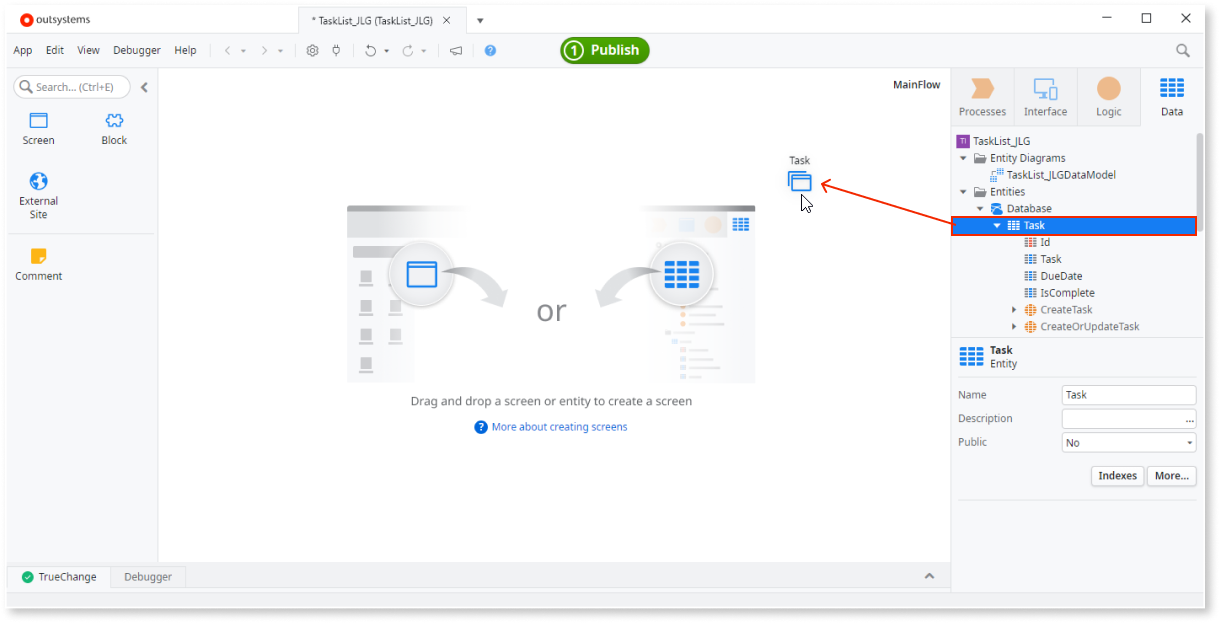 outsystems
* TaskList_JLG (TaskList_JLG)
App Edit View Debugger Help
1 Publish
Search... (Ctrl+E)
Screen
Block
External
Site
Comment
MainFlow
Task
or
Drag and drop a screen or entity to create a screen
? More about creating screens
Processes
Interface
Logic
Data
TI TaskList_JLG
Entity Diagrams
TaskList_JLGDataModel
Entities
Database
Task
Id
Task
DueDate
IsComplete
CreateTask
CreateOrUpdateTask
Task
Entity
Name Task
Description ...
Public No
Indexes More...
TrueChange Debugger